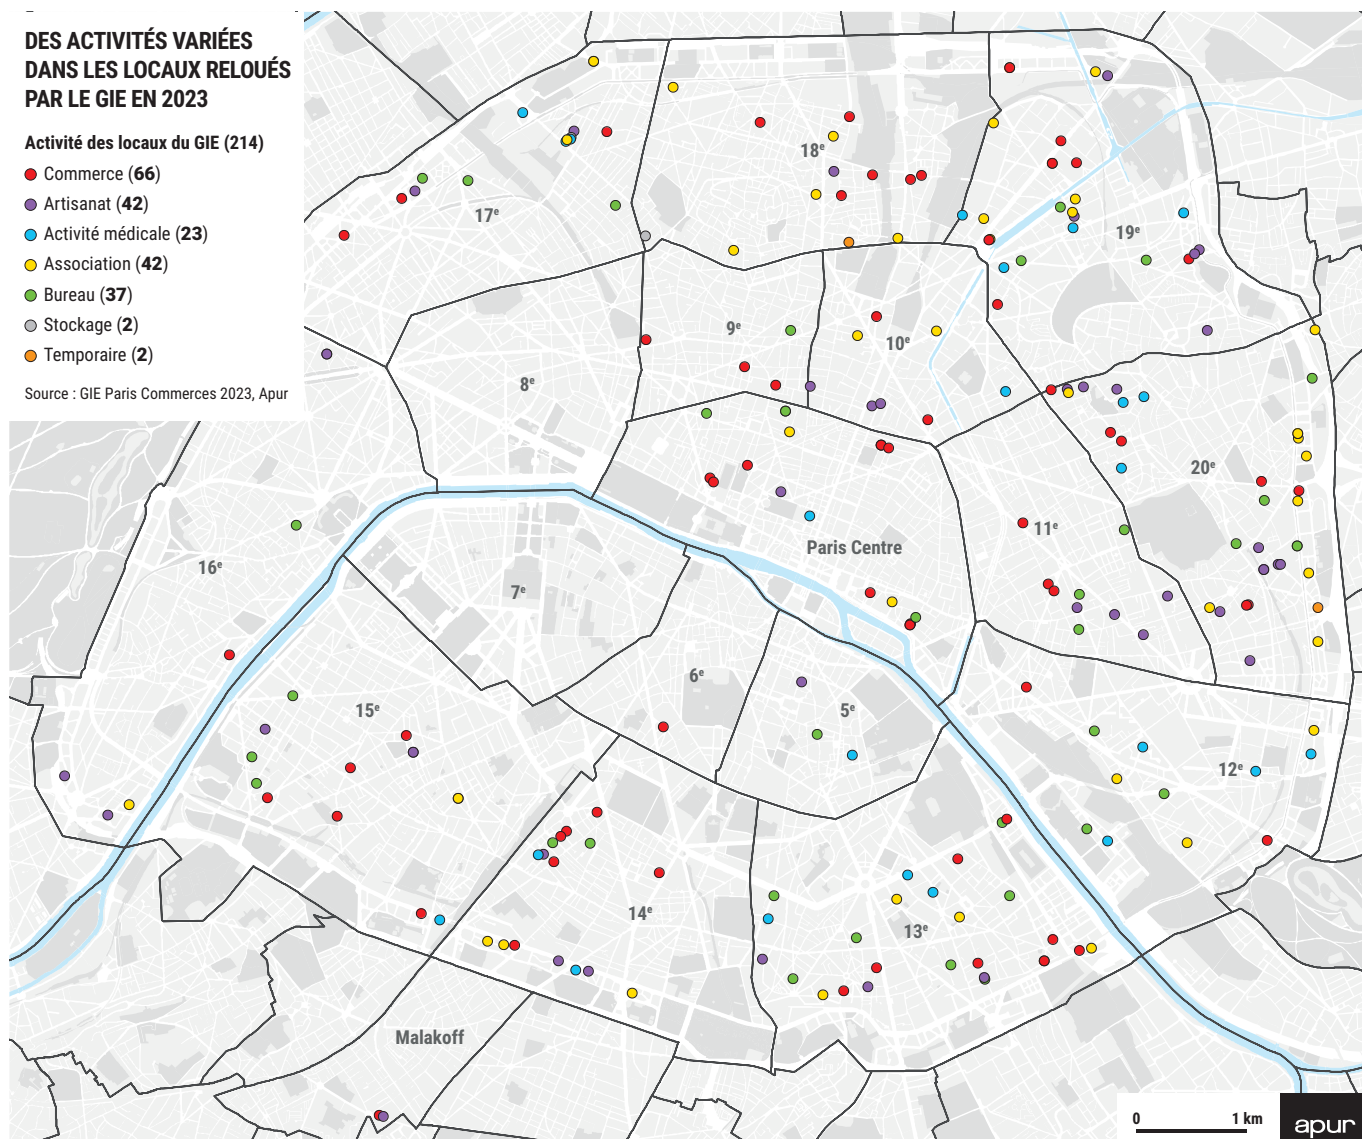 DES ACTIVITÉS VARIÉES
DANS LES LOCAUX RELOUÉS
PAR LE GIE EN 2023
Activité des locaux du GIE (214)
Commerce (66)
Artisanat (42)
Activité médicale (23)
Association (42)
Bureau (37)
Stockage (2)
Temporaire (2)
Source : GIE Paris Commerces 2023, Apur
18e
17e
19e
9e
10e
8e
20e
11e
Paris Centre
16e
7e
6e
5e
15e
12e
14e
13e
Malakoff
0 1 km
apur